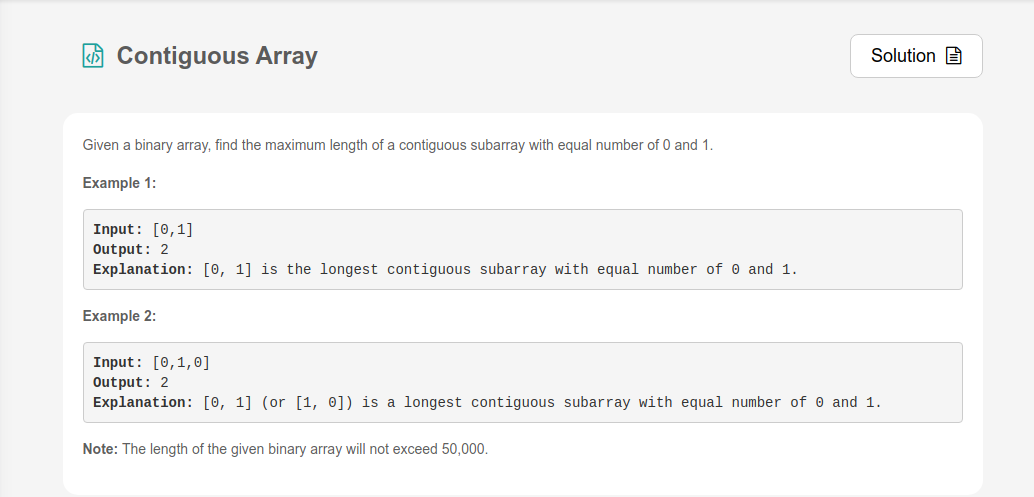 Contiguous Array
Solution
Given a binary array, find the maximum length of a contiguous subarray with equal number of 0 and 1.
Example 1:
Input: [0,1]
Output: 2
Explanation: [0, 1] is the longest contiguous subarray with equal number of 0 and 1.
Example 2:
Input: [0,1,0]
Output: 2
Explanation: [0, 1] (or [1, 0]) is a longest contiguous subarray with equal number of 0 and 1.
Note: The length of the given binary array will not exceed 50,000.